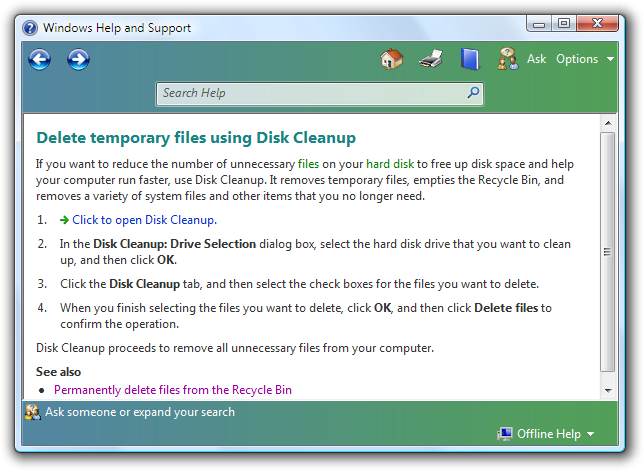 Windows Help and Support
Ask Options
Search Help
Delete temporary files using Disk Cleanup
If you want to reduce the number of unnecessary files on your hard disk to free up disk space and help
your computer run faster, use Disk Cleanup. It removes temporary files, empties the Recycle Bin, and
removes a variety of system files and other items that you no longer need.
1. Click to open Disk Cleanup.
2. In the Disk Cleanup: Drive Selection dialog box, select the hard disk drive that you want to clean
up, and then click OK.
3. Click the Disk Cleanup tab, and then select the check boxes for the files you want to delete.
4. When you finish selecting the files you want to delete, click OK, and then click Delete files to
confirm the operation.
Disk Cleanup proceeds to remove all unnecessary files from your computer.
See also
• Permanently delete files from the Recycle Bin
Ask someone or expand your search
Offline Help